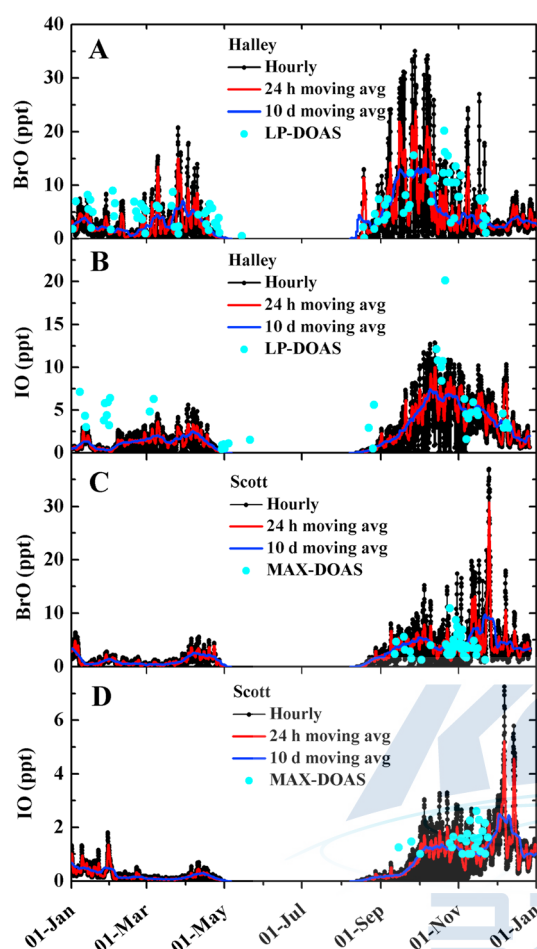 A
Halley
Hourly
24 h moving avg
10 d moving avg
LP-DOAS
BrO (ppt)
40
35
30
25
20
15
10
5
0
B
Halley
Hourly
24 h moving avg
10 d moving avg
LP-DOAS
IO (ppt)
20
15
10
5
0
C
Scott
Hourly
24 h moving avg
10 d moving avg
MAX-DOAS
BrO (ppt)
30
20
10
0
D
Scott
Hourly
24 h moving avg
10 d moving avg
MAX-DOAS
IO (ppt)
6
4
2
0
01-Jan
01-Mar
01-May
01-Jul
01-Sep
01-Nov
01-Jan